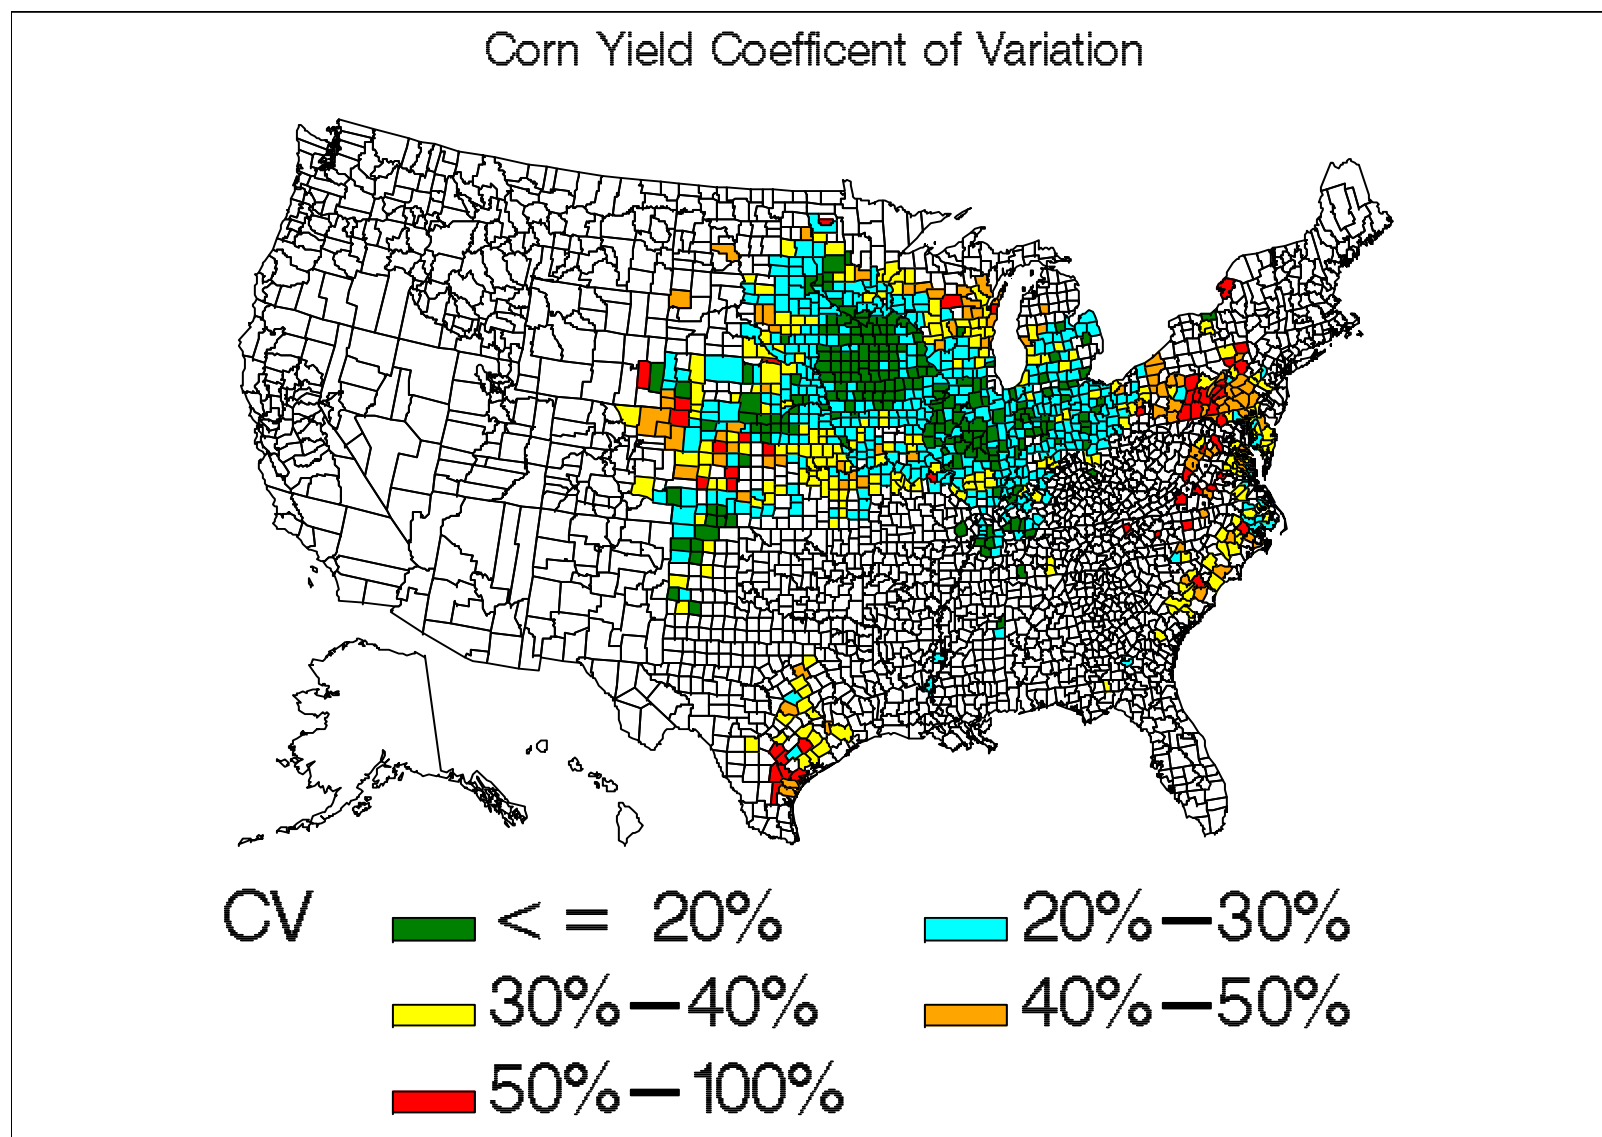 Corn Yield Coefficent of Variation
CV < = 20% 20%-30%
30%-40% 40%-50%
50%-100%